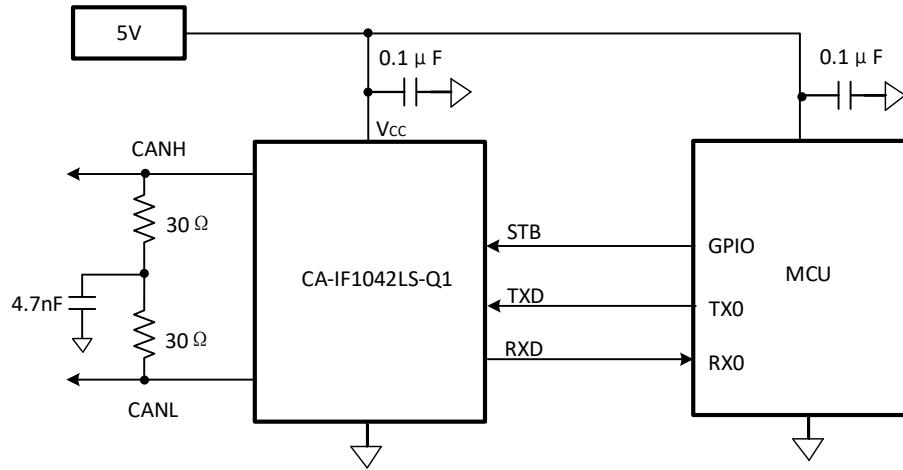 5V
0.1 μ F
0.1 μ F
Vcc
CANH
30 Ω
STB
GPIO
CA-IF1042LS-Q1
MCU
4.7nF
TXD
TX0
30 Ω
RXD
RX0
CANL